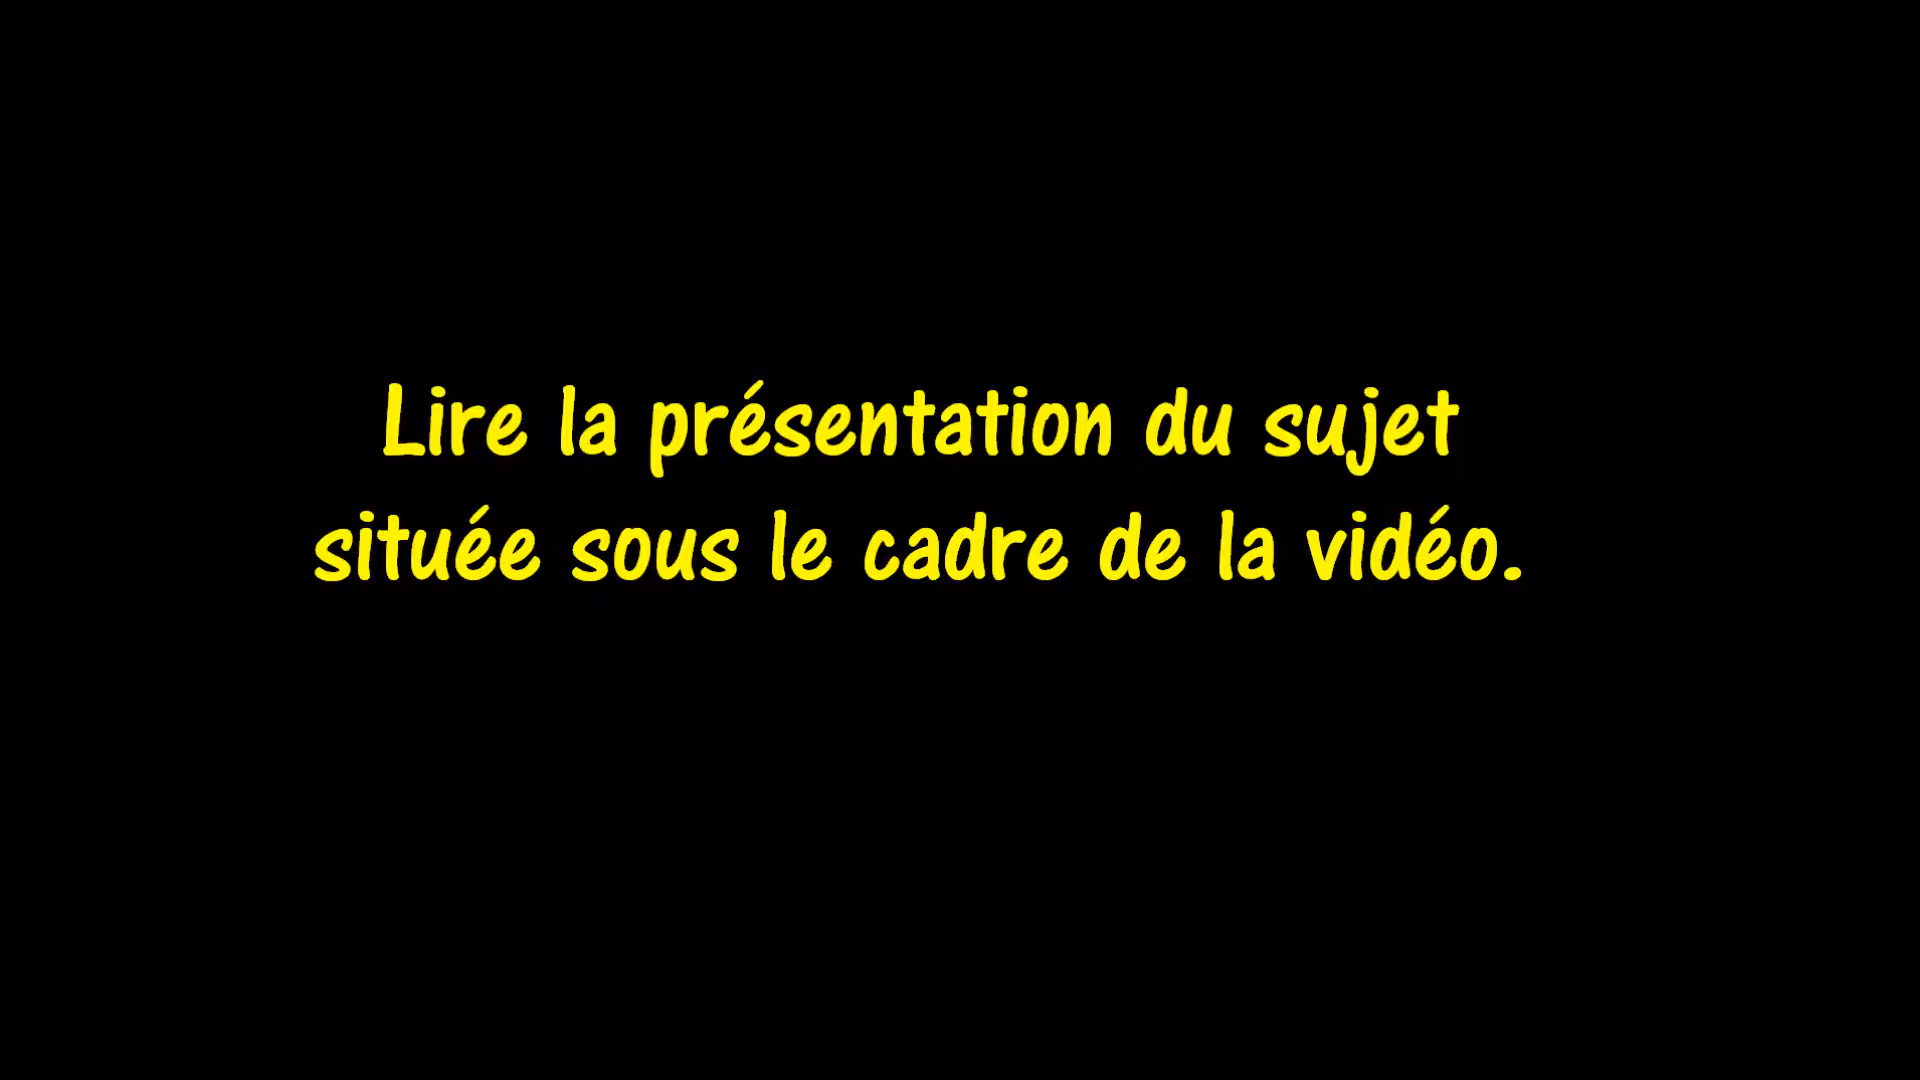 Lire la présentation du sujet
située sous le cadre de la vidéo.